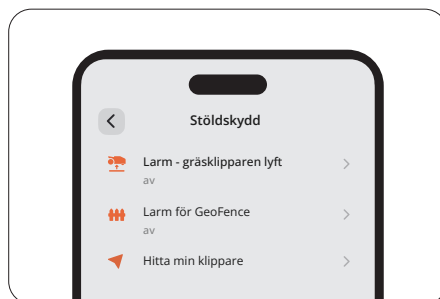 Stöldskydd
Larm - gräsklipparen lyft
av
Larm för GeoFence
av
Hitta min klippare